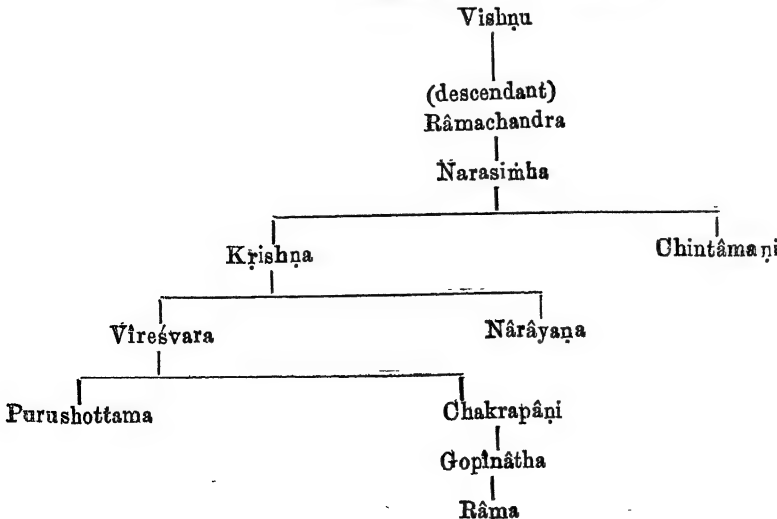 Vishṇu
(descendant)
Râmachandra
Narasiṁha
Kṛishṇa Chintâmaṇi
Vîreśvara Nârâyaṇa
Purushottama Chakrapâṇi
Gopînâtha
Râma